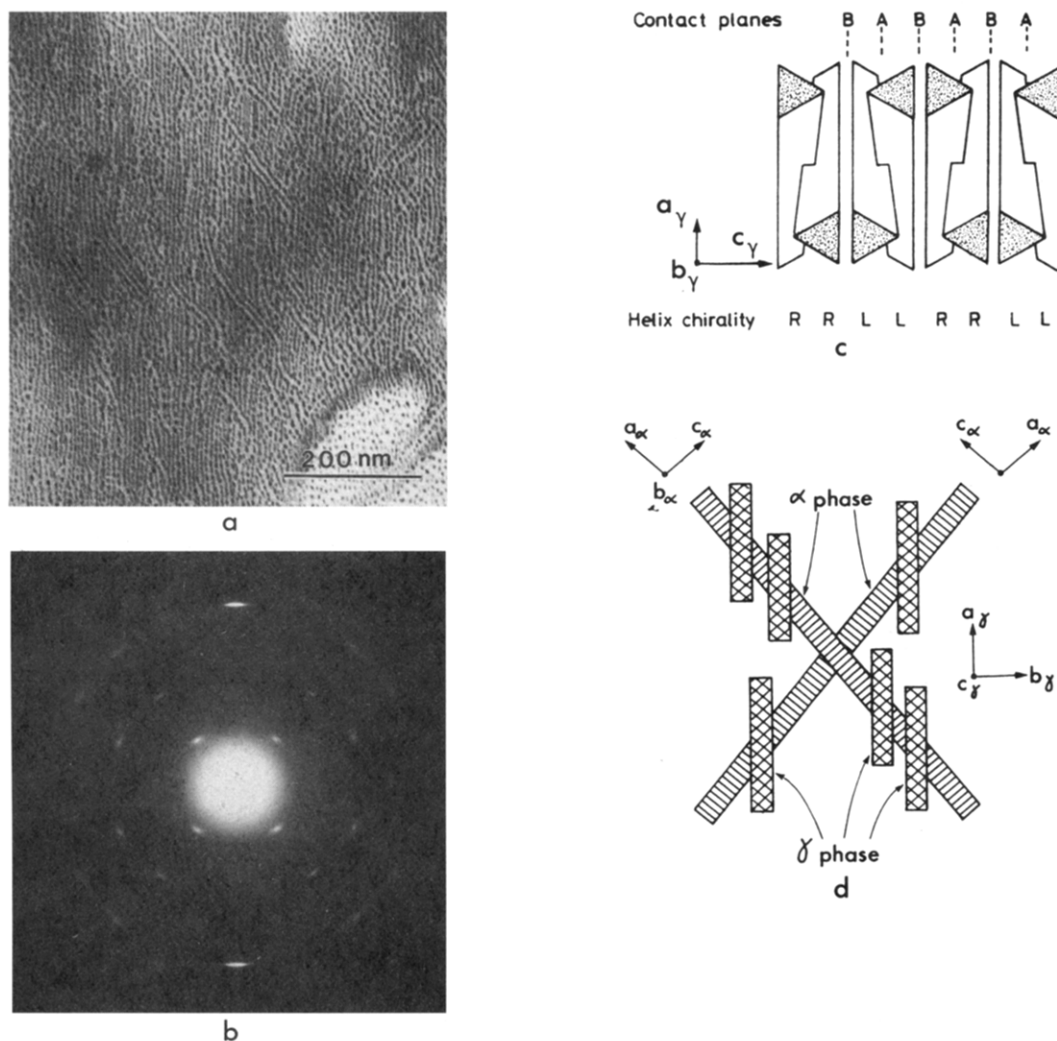 200 nm
a
b
Contact planes B A B A B A
aγ
cγ
bγ
Helix chirality R R L L R R L L
c
aα cα cα aα
bα
α phase
aγ
cγ bγ
γ phase
d